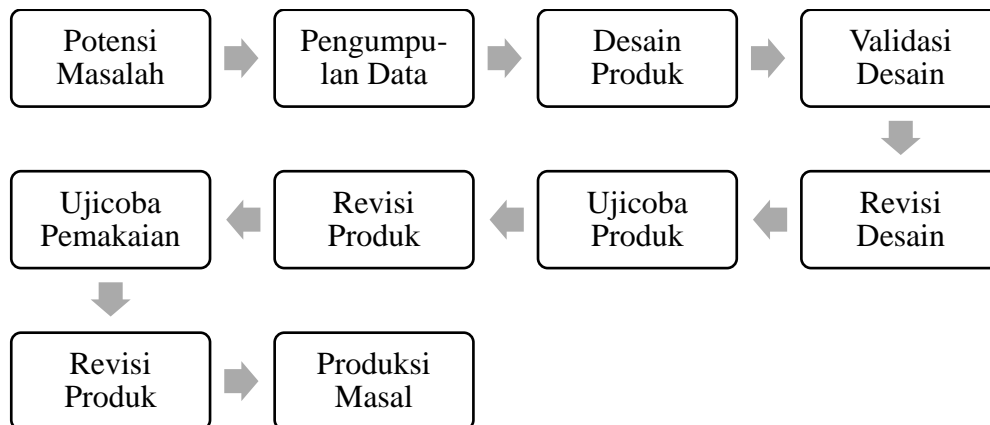 Potensi
Masalah
Pengumpu-
lan Data
Desain
Produk
Validasi
Desain
Revisi
Desain
Ujicoba
Produk
Revisi
Produk
Ujicoba
Pemakaian
Revisi
Produk
Produksi
Masal